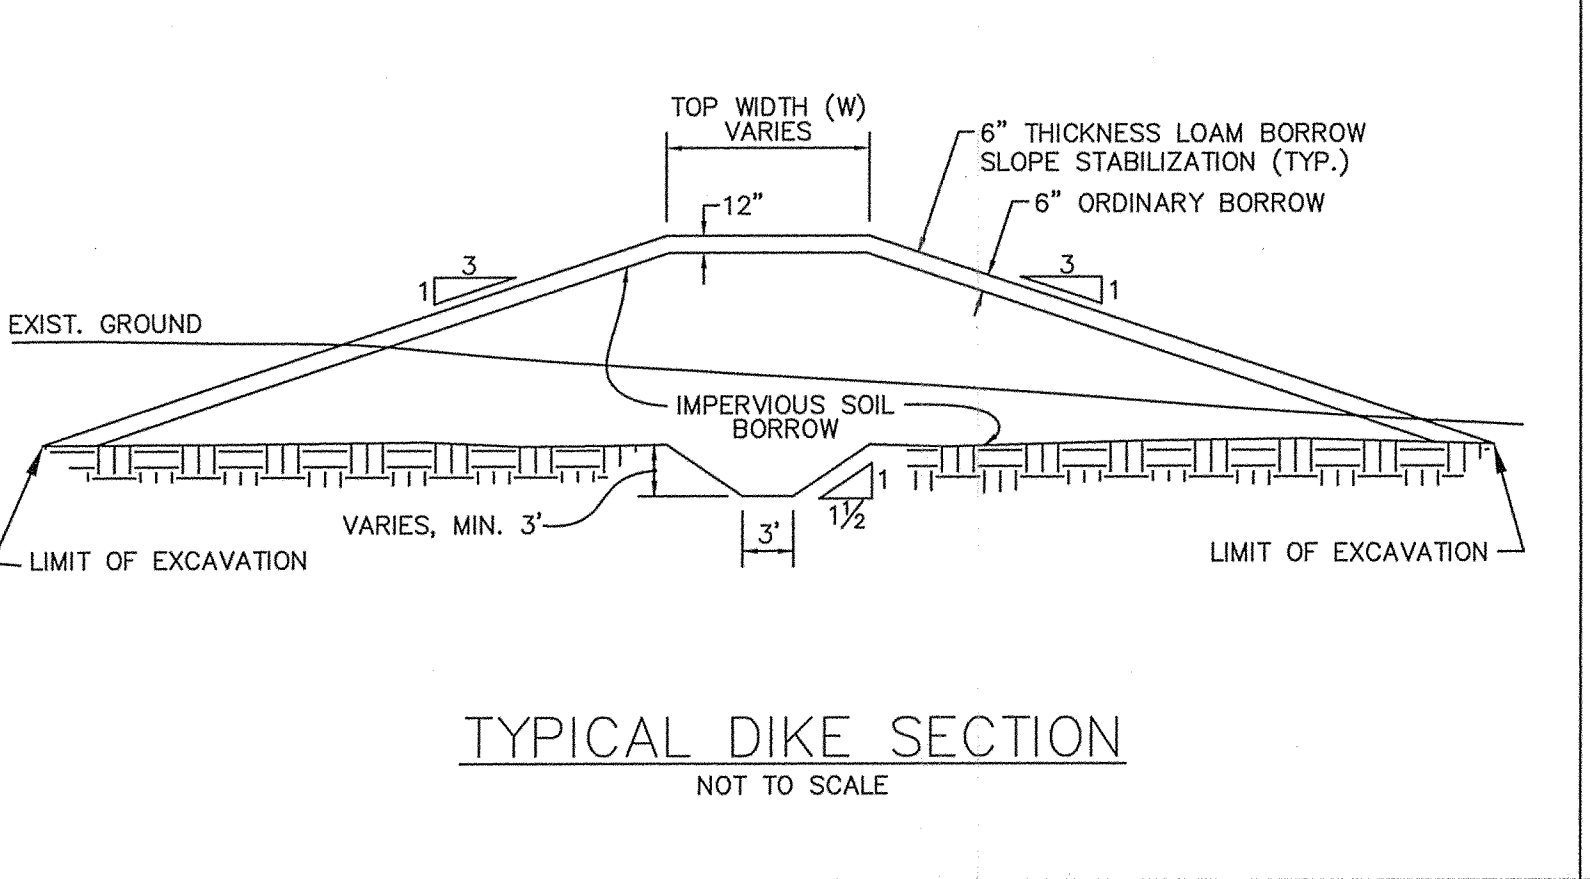 TOP WIDTH (W)
VARIES
6” THICKNESS LOAM BORROW
SLOPE STABILIZATION (TYP.)
6” ORDINARY BORROW
12”
3
1
3
1
EXIST. GROUND
IMPERVIOUS SOIL
BORROW
VARIES, MIN. 3'
1
1½
3'
LIMIT OF EXCAVATION
LIMIT OF EXCAVATION
TYPICAL DIKE SECTION
NOT TO SCALE